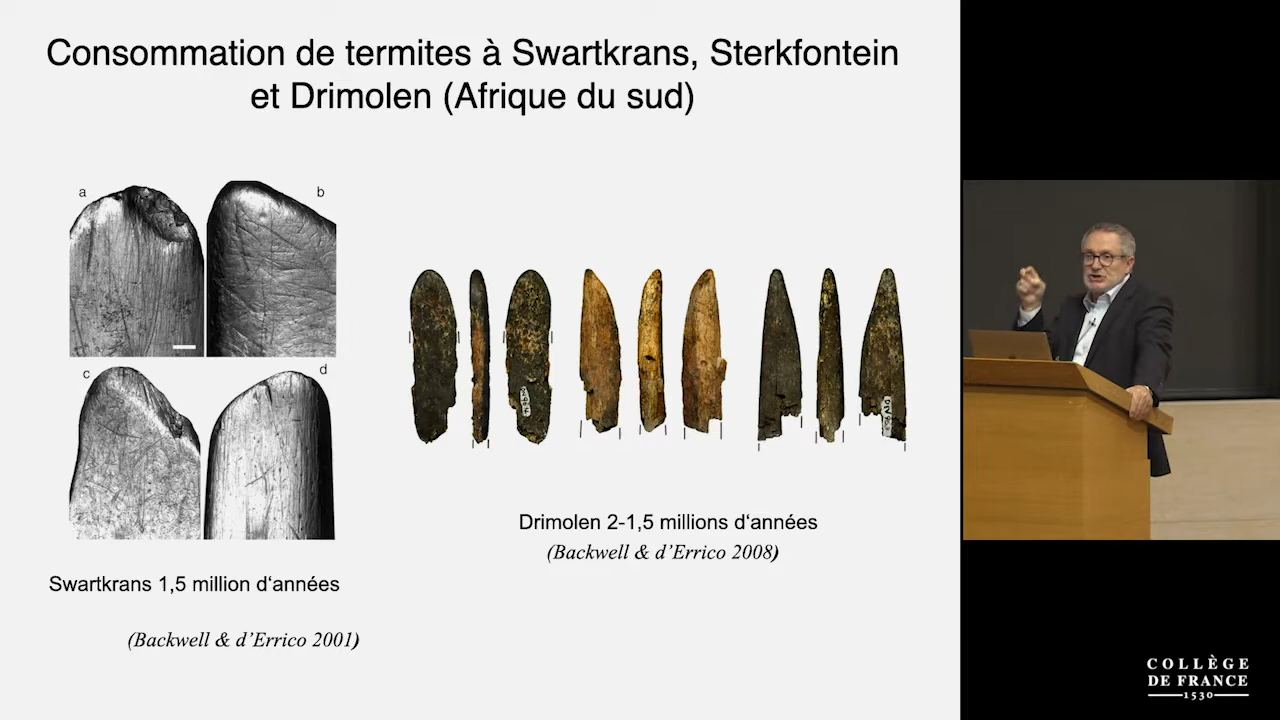 Consommation de termites à Swartkrans, Sterkfontein
et Drimolen (Afrique du sud)
a
b
c
d
Drimolen 2-1,5 millions d‘années
(Backwell & d’Errico 2008)
Swartkrans 1,5 million d‘années
(Backwell & d’Errico 2001)
COLLÈGE
DE FRANCE
1530